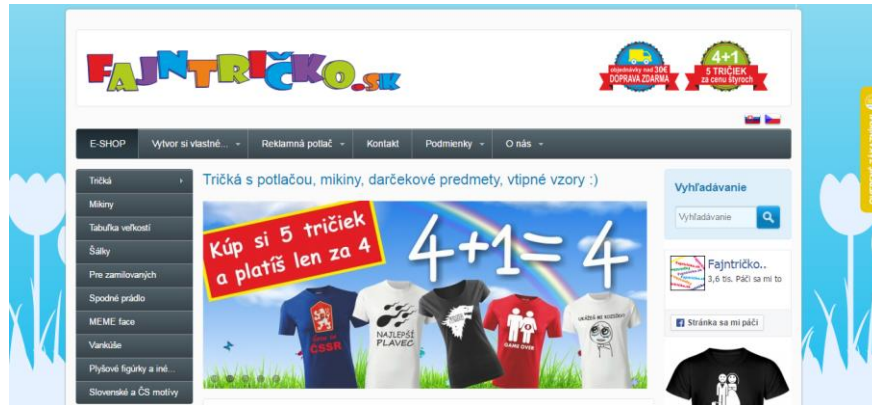 FAJNTRIČKO.SK
objednávky nad 30€
DOPRAVA ZDARMA
4+1
5 TRIČIEK
za cenu štyroch
E-SHOP
Vytvor si vlastné...
Reklamná potlač
Kontakt
Podmienky
O nás
Tričká
Mikiny
Tabuľka veľkostí
Šálky
Pre zamilovaných
Spodné prádlo
MEME face
Vankúše
Plyšové figúrky a iné...
Slovenské a ČS motívy
Tričká s potlačou, mikiny, darčekové predmety, vtipné vzory :)
Kúp si 5 tričiek
a platíš len za 4
4+1=4
ČSSR
NAJLEPŠÍ
PLAVEC
GAME OVER
Vyhľadávanie
Vyhľadávanie
Fajntričko..
3,6 tis. Páči sa mi to
Stránka sa mi páči